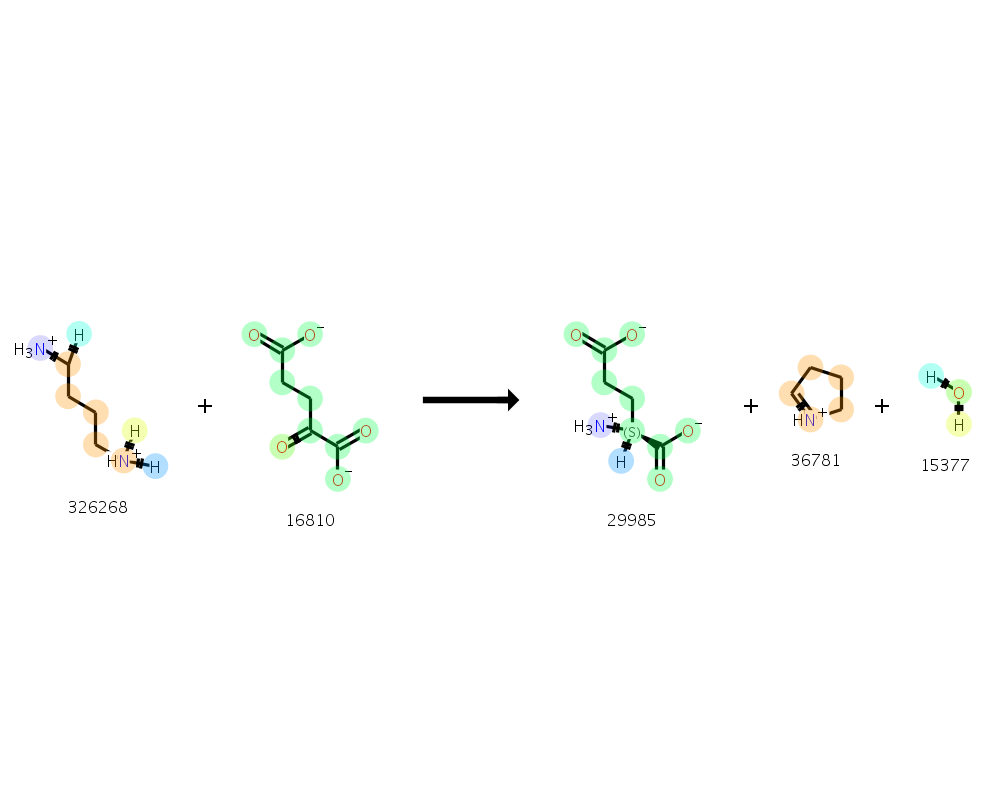 H3N+ H
H
HN+ H
326268
+
O O−
O O
O−
16810
O O−
H3N+ (S) O−
H O
29985
+
HN+
36781
+
H O
H
15377